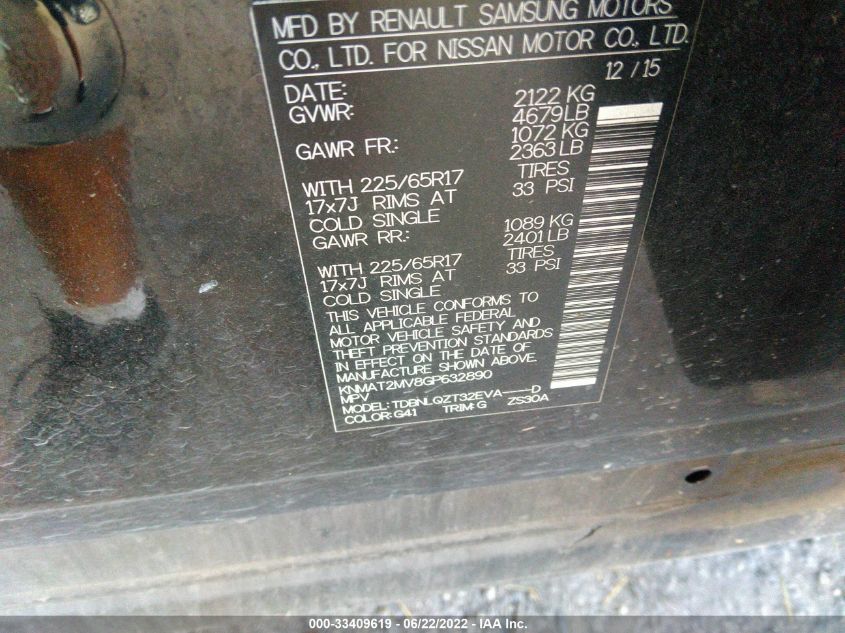 MFD BY RENAULT SAMSUNG MOTORS
CO., LTD. FOR NISSAN MOTOR CO., LTD.
DATE: 12 / 15
GVWR: 2122 KG
4679 LB
GAWR FR.: 1072 KG
2363 LB
WITH 225/65R17 TIRES
17x7J RIMS AT 33 PSI
COLD SINGLE
GAWR RR.: 1089 KG
2401 LB
WITH 225/65R17 TIRES
17x7J RIMS AT 33 PSI
COLD SINGLE
THIS VEHICLE CONFORMS TO
ALL APPLICABLE FEDERAL
MOTOR VEHICLE SAFETY AND
THEFT PREVENTION STANDARDS
IN EFFECT ON THE DATE OF
MANUFACTURE SHOWN ABOVE.
KNMAT2MV8GP632890
MPV
MODEL: TDBNLQZT32EVA----D
COLOR: G41 TRIM: G ZS30A
000-33409619 - 06/22/2022 - IAA Inc.